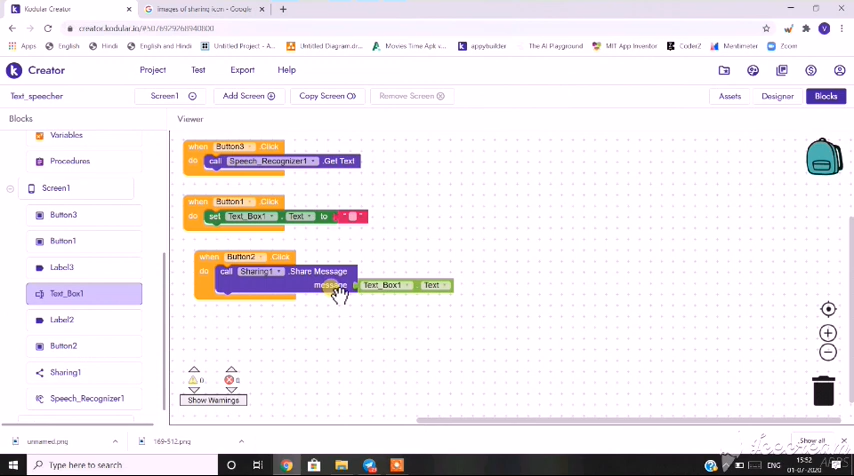 Kodular Creator
images of sharing icon - Google
creator.kodular.io/#5076929268940800
Apps
English
Hindi
English and Hindi
Untitled Project - A...
Untitled Diagram.dr...
Movies Time Apk v...
appybuilder
The AI Playground
MIT App Inventor
CoderZ
Mentimeter
Zoom
Creator
Project
Test
Export
Help
Text_speecher
Screen1
Add Screen
Copy Screen
Remove Screen
Assets
Designer
Blocks
Blocks
Viewer
Variables
Procedures
Screen1
Button3
Button1
Label3
Text_Box1
Label2
Button2
Sharing1
Speech_Recognizer1
when Button3 .Click
do call Speech_Recognizer1 .Get Text
when Button1 .Click
do set Text_Box1 . Text to " "
when Button2 .Click
do call Sharing1 .Share Message
message Text_Box1 . Text
0
0
Show Warnings
unnamed.png
169-512.png
Show all
Type here to search
ENG
15:52
01-07-2020